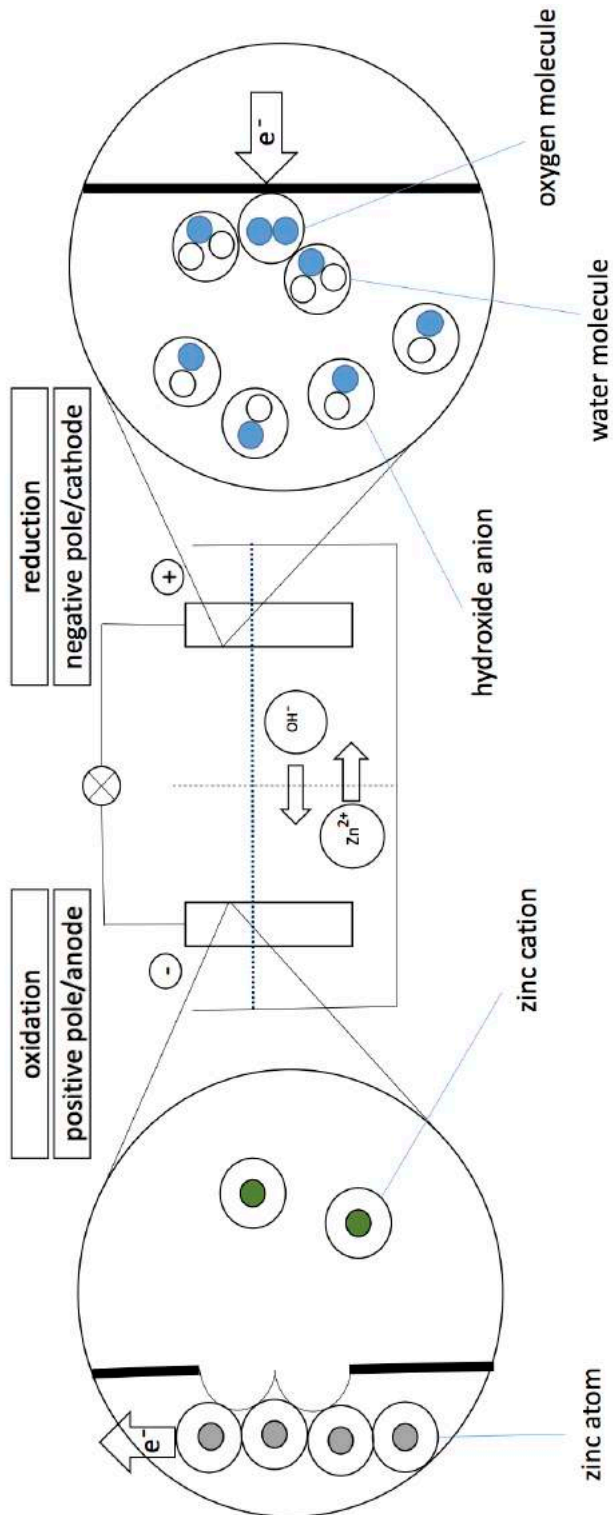 oxidation
positive pole/anode
reduction
negative pole/cathode
-
+
e⁻
e⁻
OH⁻
Zn²⁺
zinc atom
zinc cation
hydroxide anion
water molecule
oxygen molecule